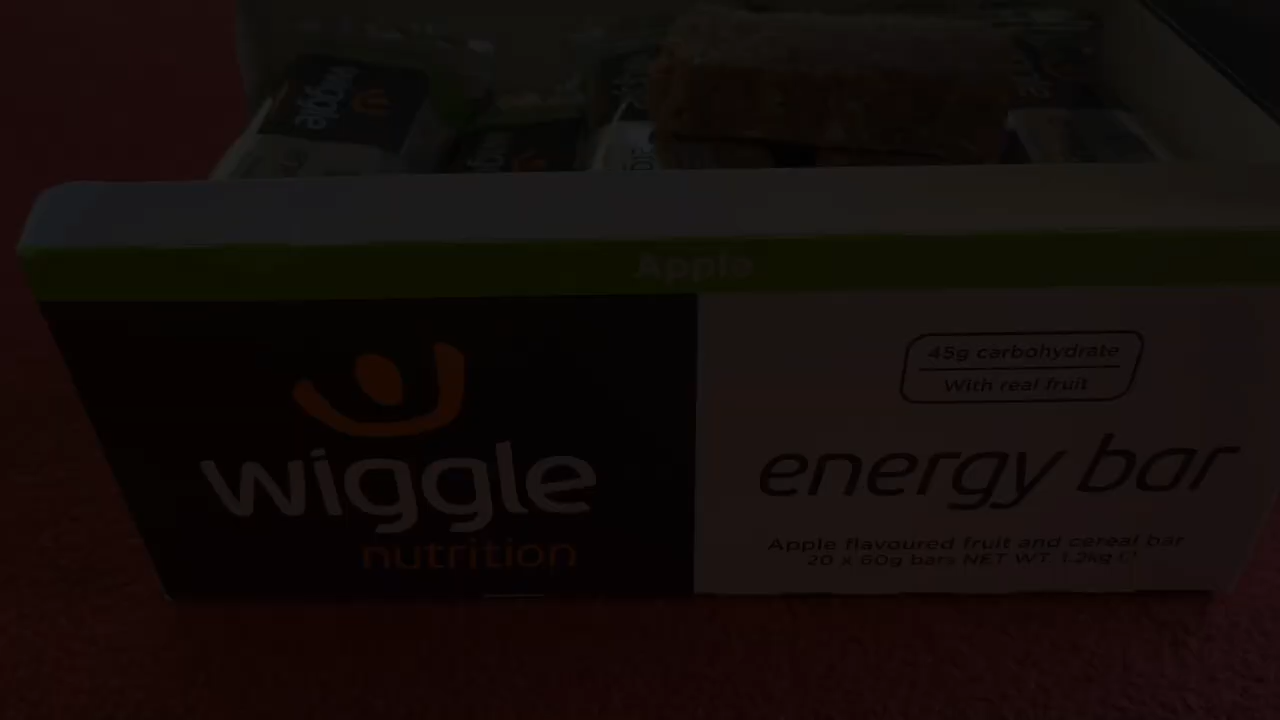 wiggle
Apple
45g carbohydrate
With real fruit
wiggle
nutrition
energy bar
Apple flavoured fruit and cereal bar
20 x 60g bars NET WT 1.2kg e